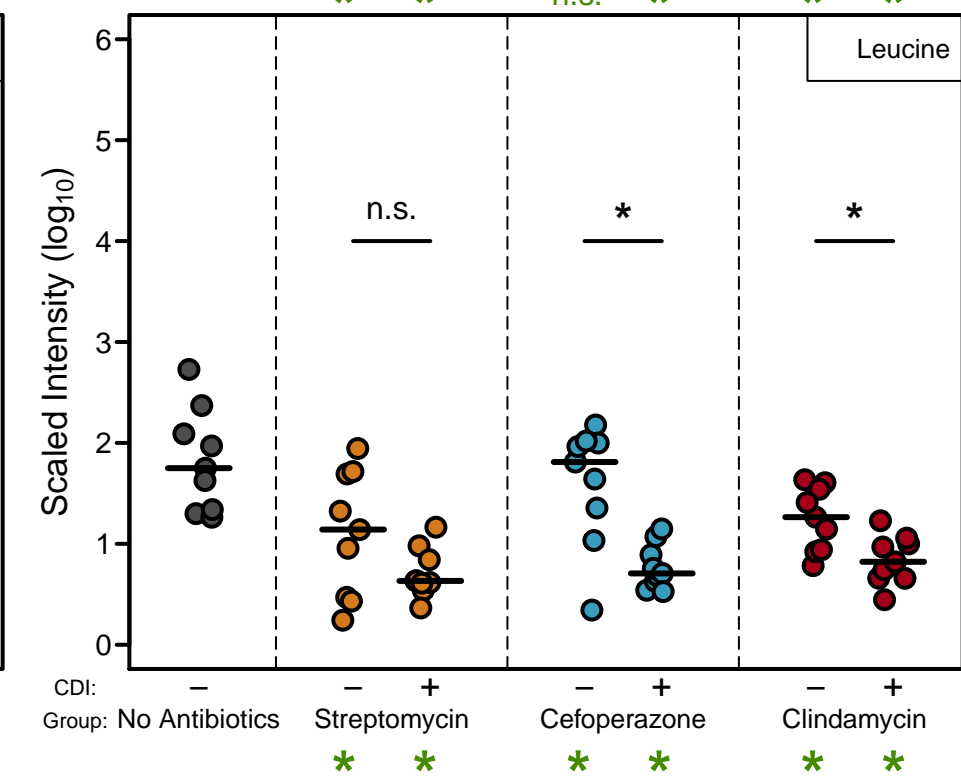 * * n.s. * * *
6
Leucine
5
n.s. * *
4
3
2
1
0
Scaled Intensity (log10)
CDI: – – + – + – +
Group: No Antibiotics Streptomycin Cefoperazone Clindamycin
* * * * * *